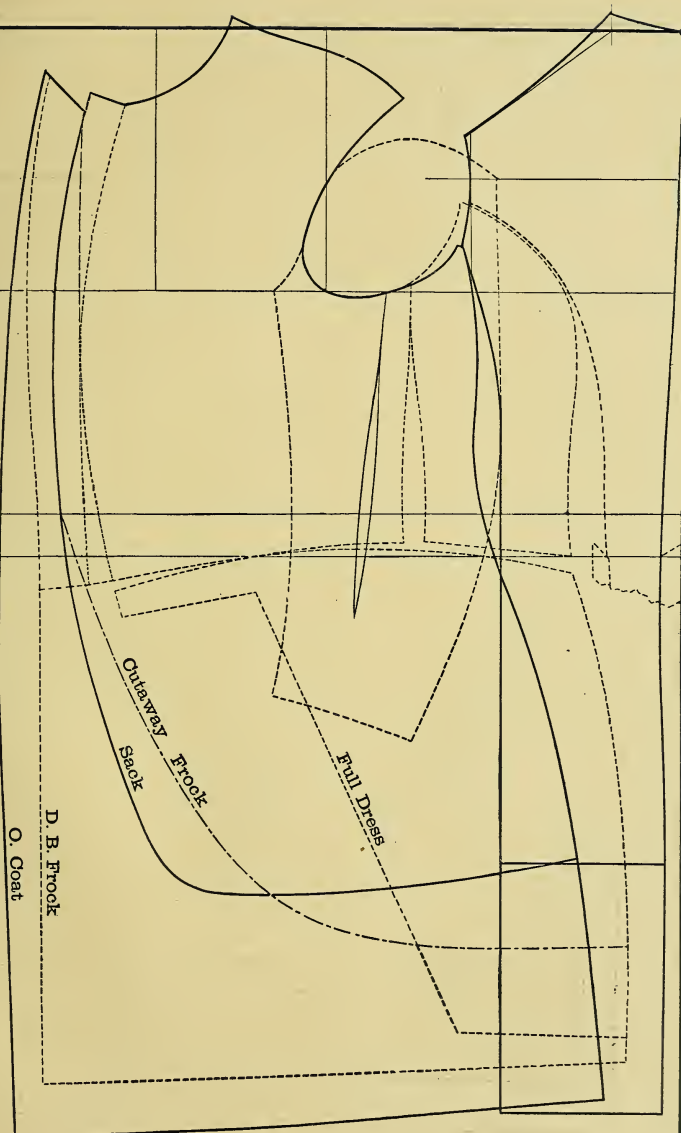 Cutaway Frock
Sack
Full Dress
D. B. Frock
O. Coat